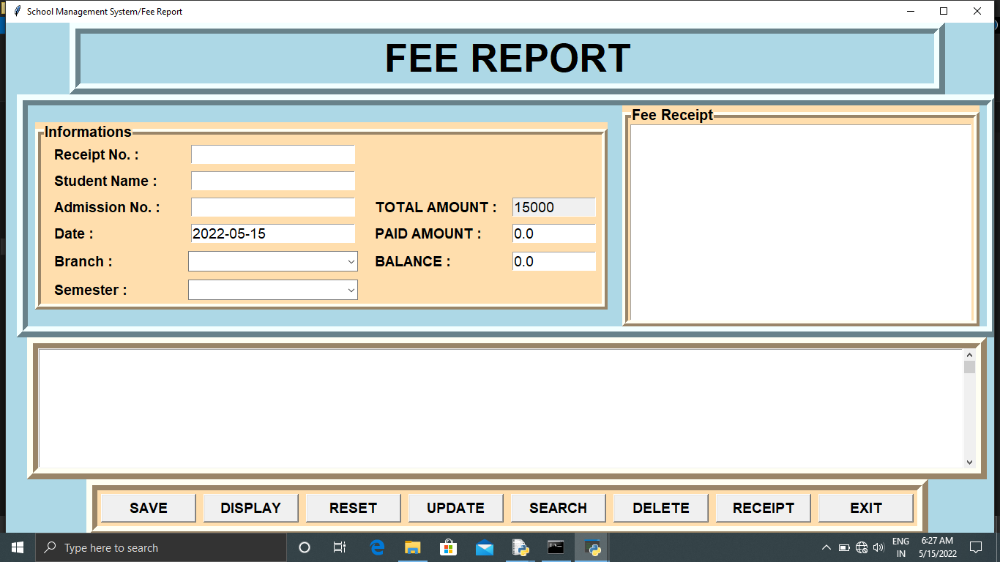 School Management System/Fee Report
FEE REPORT
Informations
Receipt No. :
Student Name :
Admission No. :
Date : 2022-05-15
Branch :
Semester :
TOTAL AMOUNT : 15000
PAID AMOUNT : 0.0
BALANCE : 0.0
Fee Receipt
SAVE DISPLAY RESET UPDATE SEARCH DELETE RECEIPT EXIT
Type here to search
ENG
IN
6:27 AM
5/15/2022